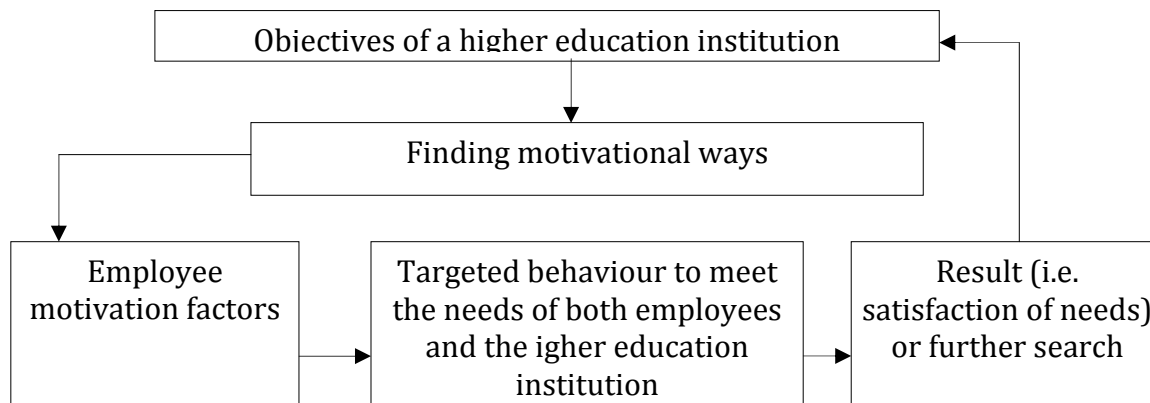 Objectives of a higher education institution
Finding motivational ways
Employee
motivation factors
Targeted behaviour to meet
the needs of both employees
and the igher education
institution
Result (i.e.
satisfaction of needs)
or further search